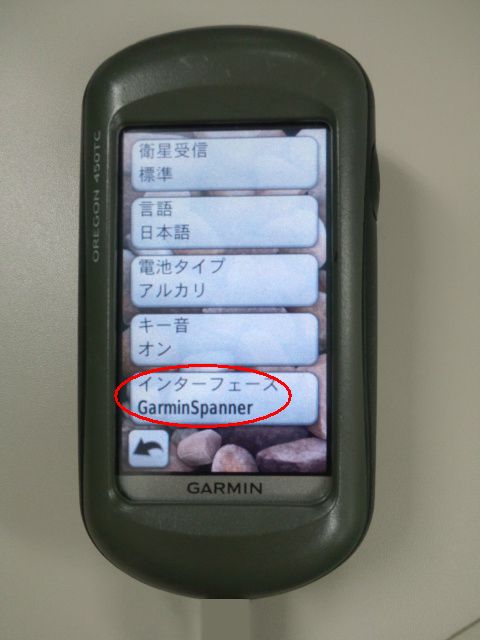 OREGON 450TC
衛星受信
標準
言語
日本語
電池タイプ
アルカリ
キー音
オン
インターフェース
GarminSpanner
GARMIN